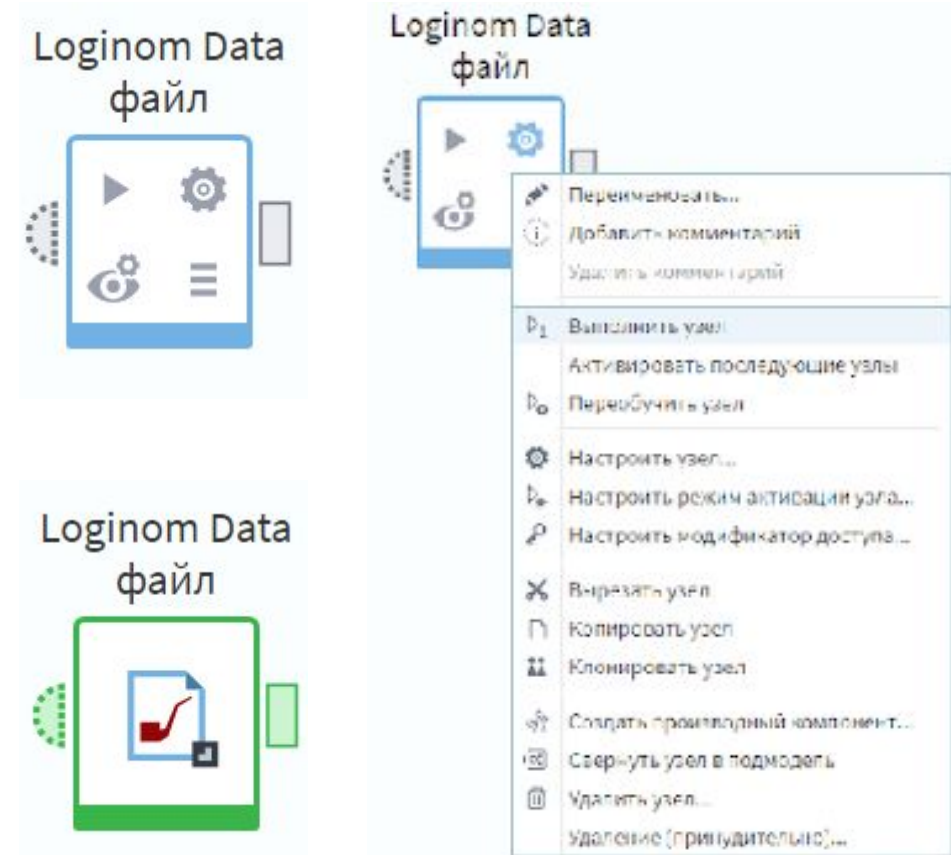 Loginom Data
файл
Loginom Data
файл
Переименовать...
Добавить комментарий
Удалить комментарий
Выполнить узел
Активировать последующие узлы
Переобучить узел
Настроить узел...
Настроить режим активации узла...
Настроить модификатор доступа...
Вырезать узел
Копировать узел
Клонировать узел
Создать производный компонент...
Свернуть узел в подмодель
Удалить узел...
Удаление (принудительно)...
Loginom Data
файл